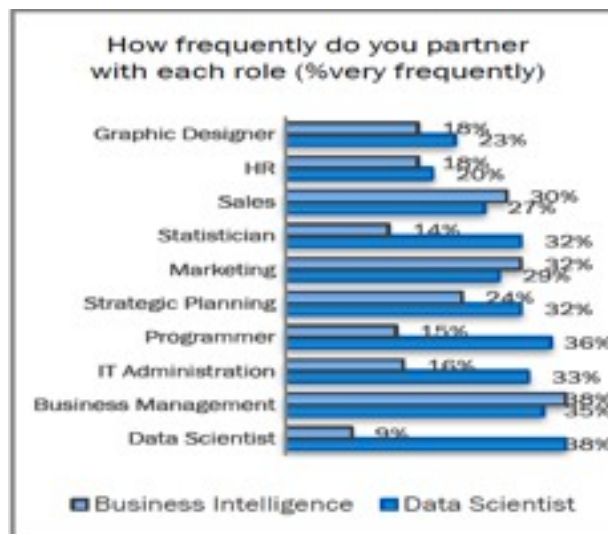 How frequently do you partner
with each role (%very frequently)
Graphic Designer 18% 23%
HR 18% 20%
Sales 30% 27%
Statistician 14% 32%
Marketing 32% 29%
Strategic Planning 24% 32%
Programmer 15% 36%
IT Administration 16% 33%
Business Management 38% 35%
Data Scientist 9% 38%
Business Intelligence Data Scientist